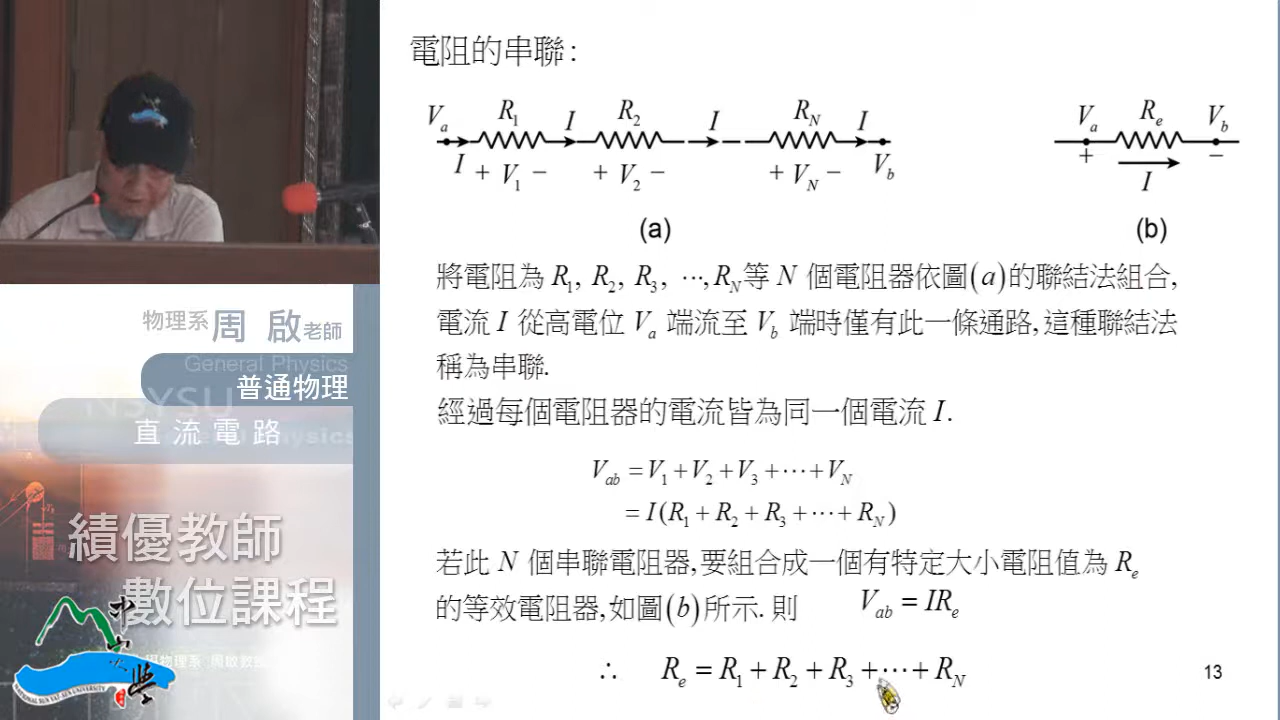 電阻的串聯:
V_a R_1 I R_2 I R_N I
I + V_1 − + V_2 − + V_N − V_b
(a)
V_a R_e V_b
+ −
I
(b)
將電阻為 R_1, R_2, R_3, ⋯, R_N 等 N 個電阻器依圖(a)的聯結法組合,
電流 I 從高電位 V_a 端流至 V_b 端時僅有此一條通路,這種聯結法
稱為串聯.
經過每個電阻器的電流皆為同一個電流 I.
V_ab = V_1 + V_2 + V_3 + ⋯ + V_N
= I(R_1 + R_2 + R_3 + ⋯ + R_N)
若此 N 個串聯電阻器,要組合成一個有特定大小電阻值為 R_e
的等效電阻器,如圖(b)所示. 則 V_ab = IR_e
∴ R_e = R_1 + R_2 + R_3 + ⋯ + R_N
13
物理系周 啟老師
General Physics
普通物理
NSYSU
直流電路
績優教師
數位課程